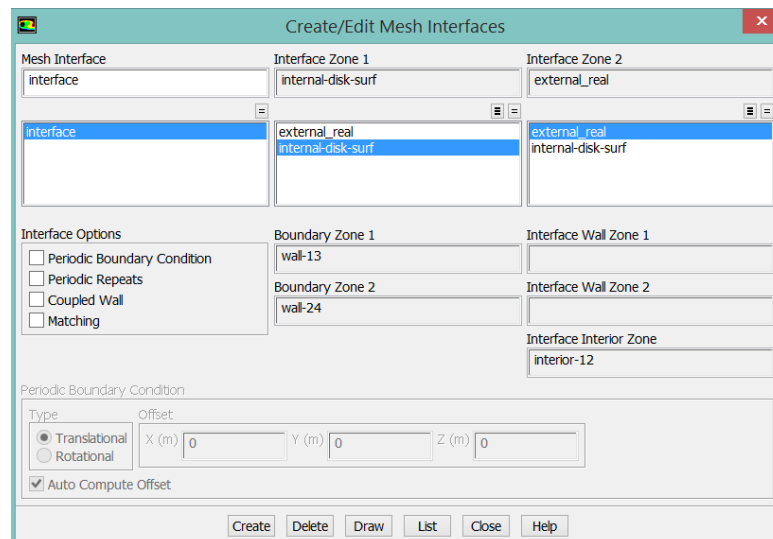 Create/Edit Mesh Interfaces
x
Mesh Interface
Interface Zone 1
Interface Zone 2
interface
internal-disk-surf
external_real
interface
external_real
internal-disk-surf
external_real
internal-disk-surf
Interface Options
Periodic Boundary Condition
Periodic Repeats
Coupled Wall
Matching
Boundary Zone 1
wall-13
Boundary Zone 2
wall-24
Interface Wall Zone 1
Interface Wall Zone 2
Interface Interior Zone
interior-12
Periodic Boundary Condition
Type
Translational
Rotational
Offset
X (m) 0 Y (m) 0 Z (m) 0
Auto Compute Offset
Create Delete Draw List Close Help